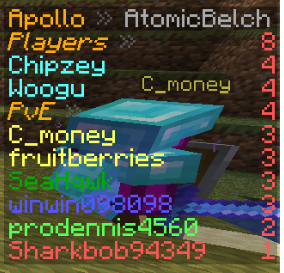 Apollo » AtomicBelch
Players » 8
Chipzey 4
C_money
Woogu 4
PvE » 4
C_money 3
fruitberries 3
SeaHawk 3
winwin098098 3
prodennis4560 2
Sharkbob94349 1